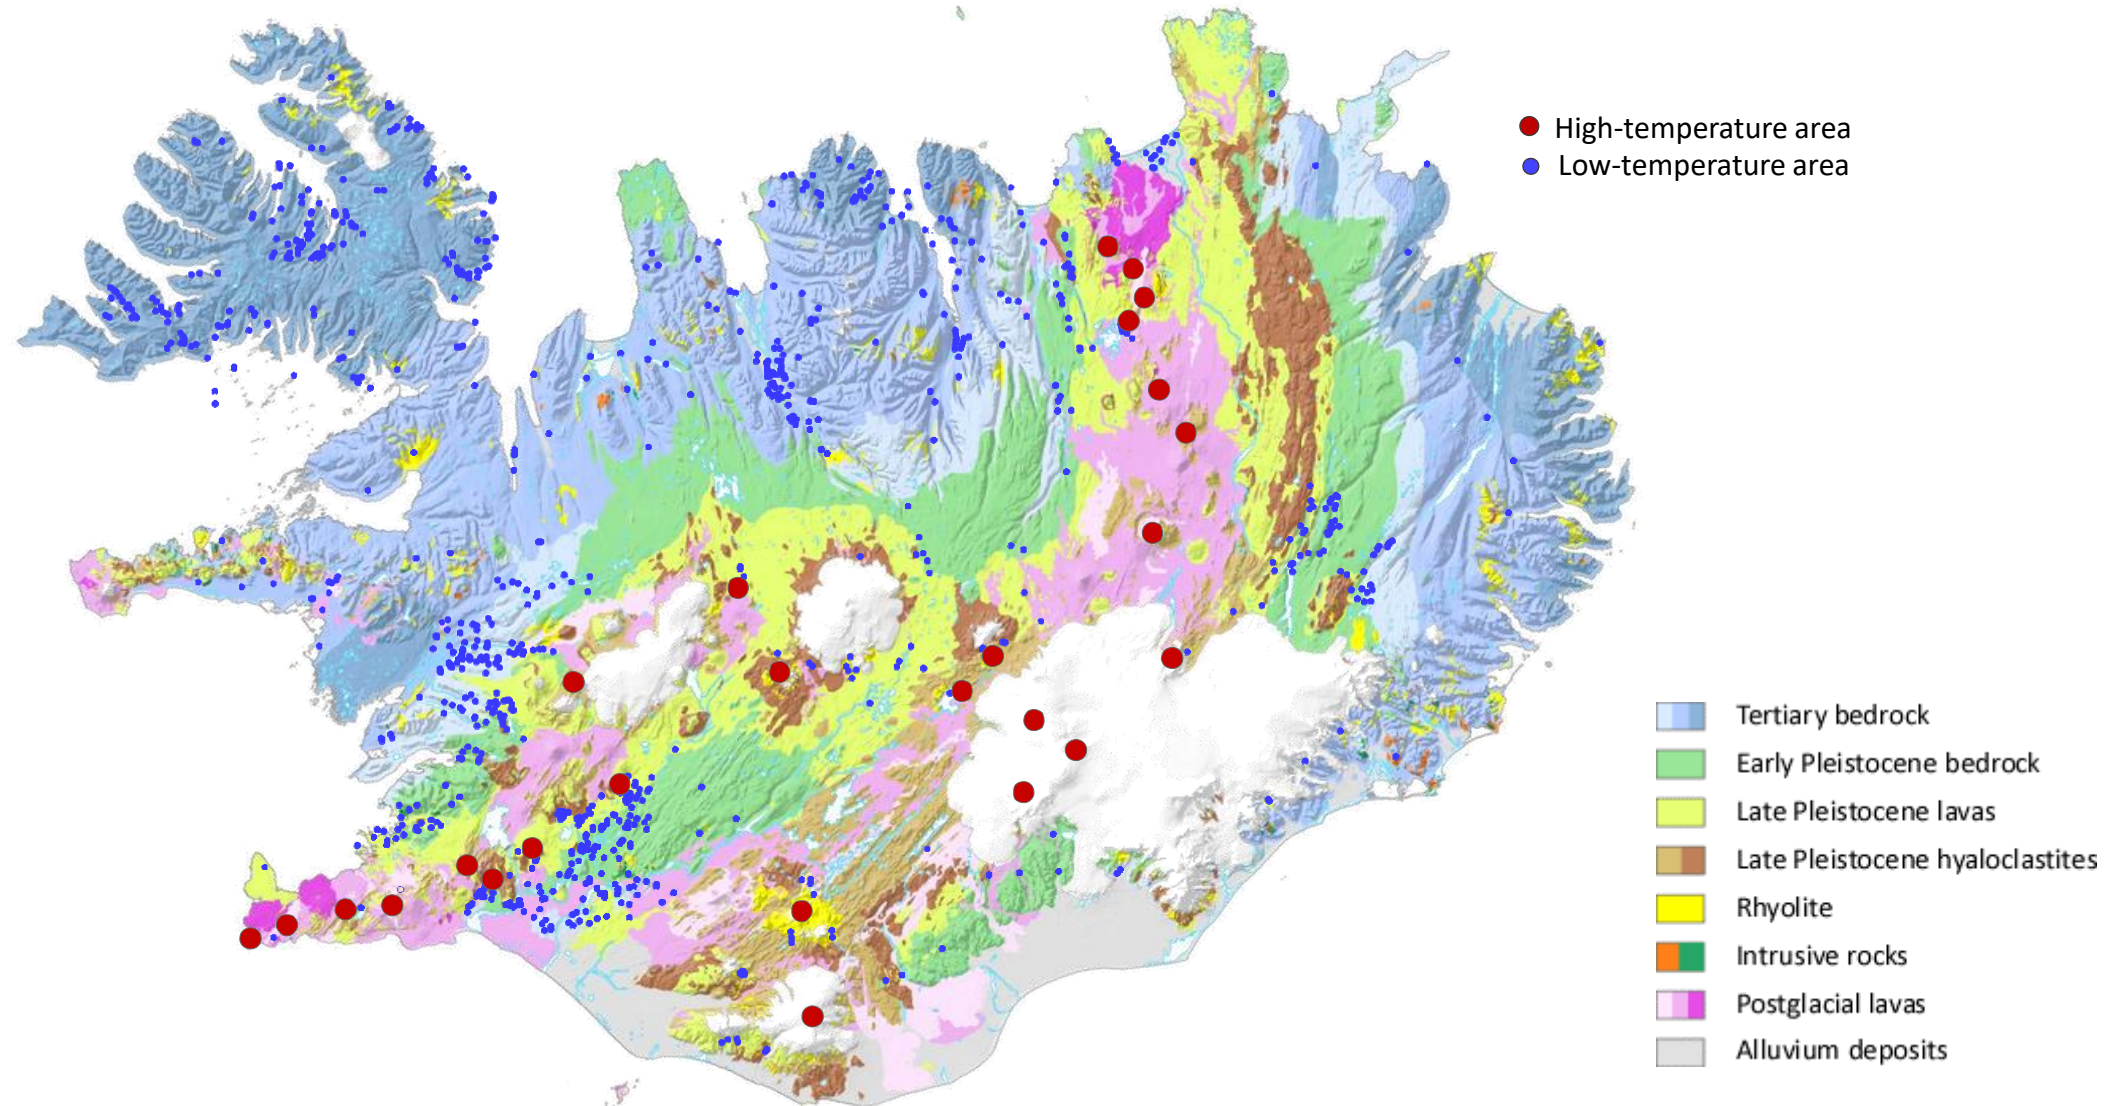 High-temperature area
Low-temperature area
Tertiary bedrock
Early Pleistocene bedrock
Late Pleistocene lavas
Late Pleistocene hyaloclastites
Rhyolite
Intrusive rocks
Postglacial lavas
Alluvium deposits